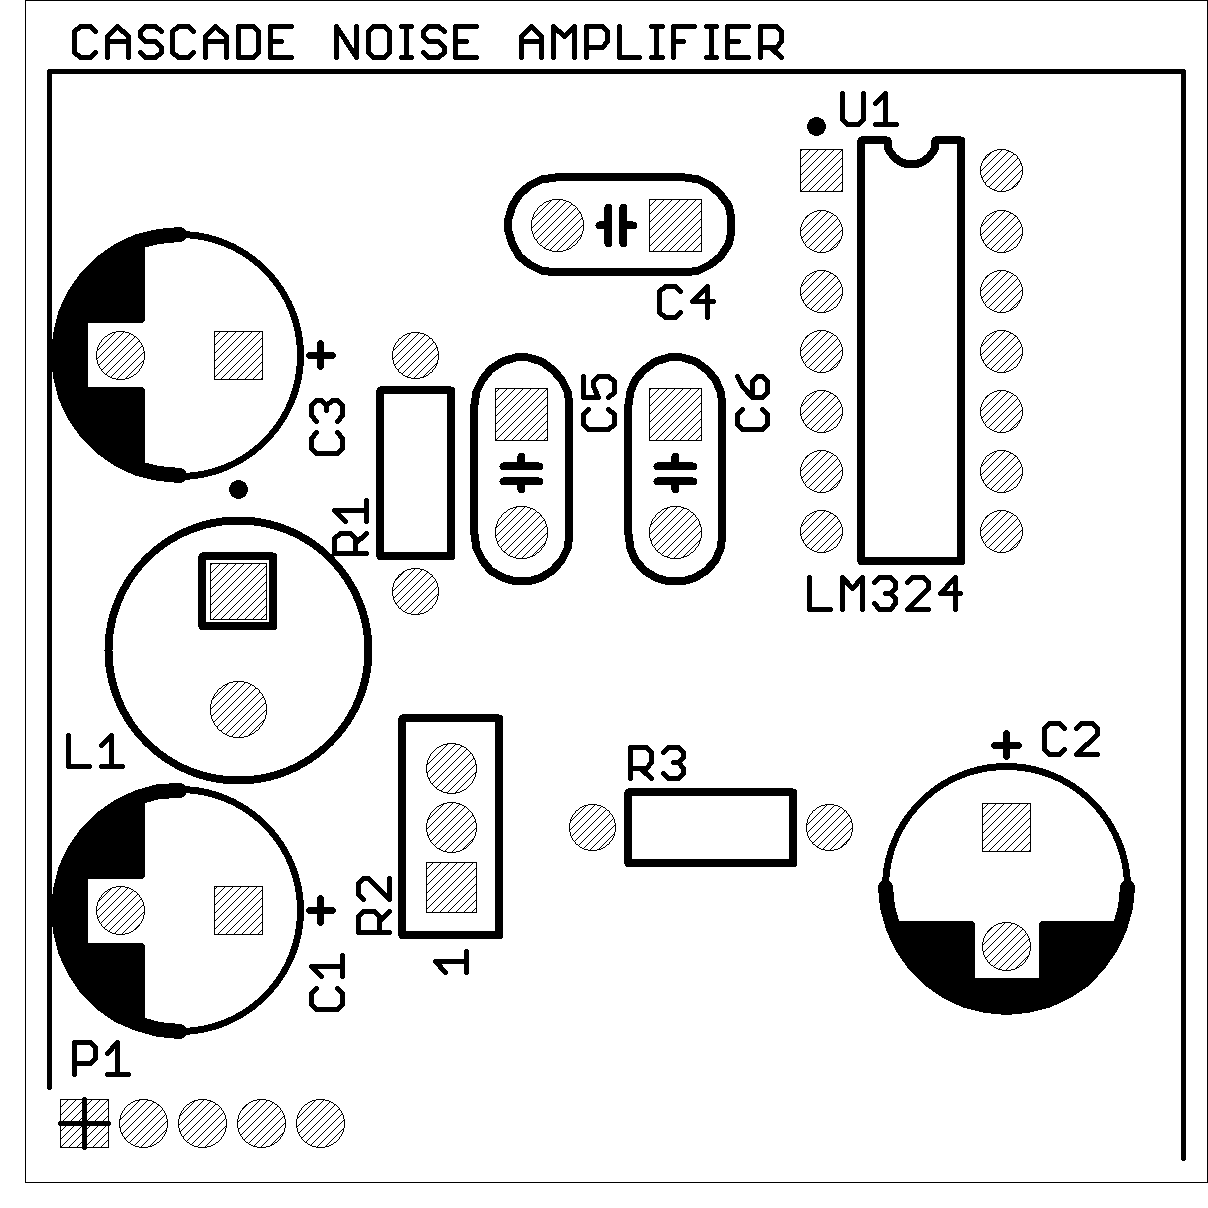 CASCADE NOISE AMPLIFIER
U1
C4
+
C3
C5
C6
R1
LM324
L1
R3
+ C2
+
C1
R2
1
P1